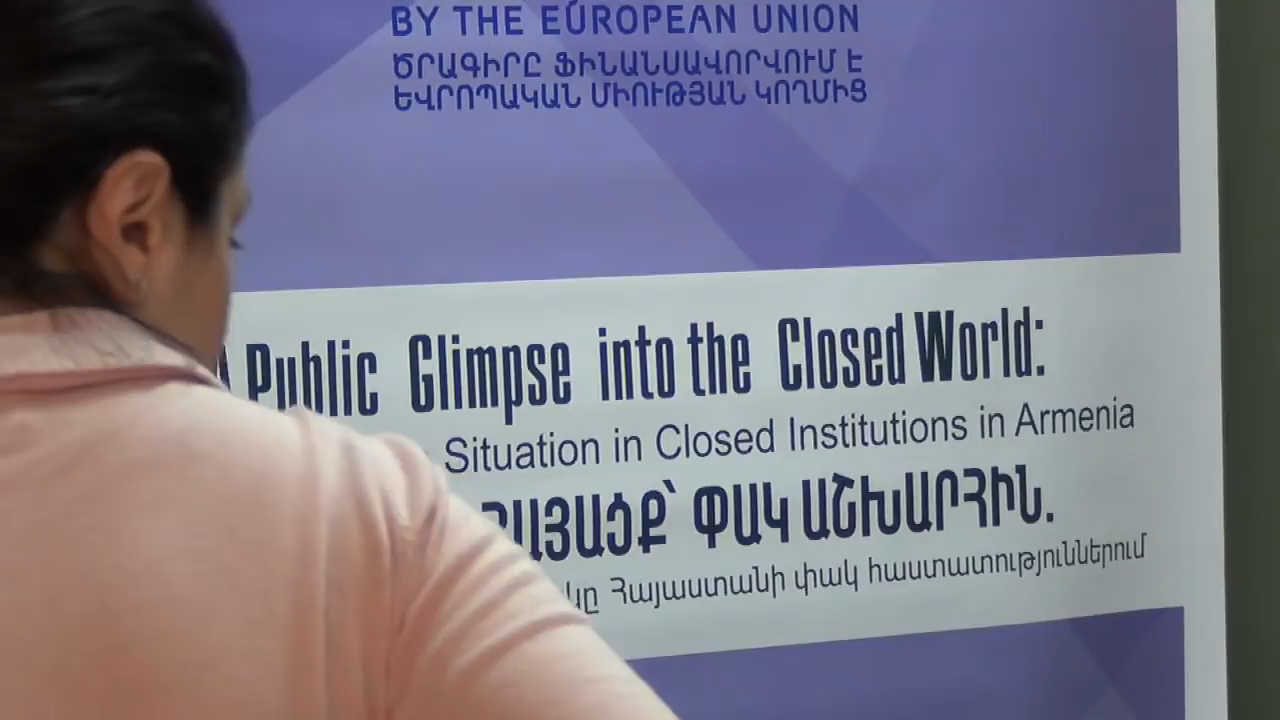 BY THE EUROPEAN UNION
ԾՐԱԳԻՐԸ ՖԻՆԱՆՍԱՎՈՐՎՈՒՄ Է
ԵՎՐՈՊԱԿԱՆ ՄԻՈՒԹՅԱՆ ԿՈՂՄԻՑ
Public Glimpse into the Closed World:
Situation in Closed Institutions in Armenia
ՓԱԿ ԱՇԽԱՐՀԻՆ.
Հայաստանի փակ հաստատություններում